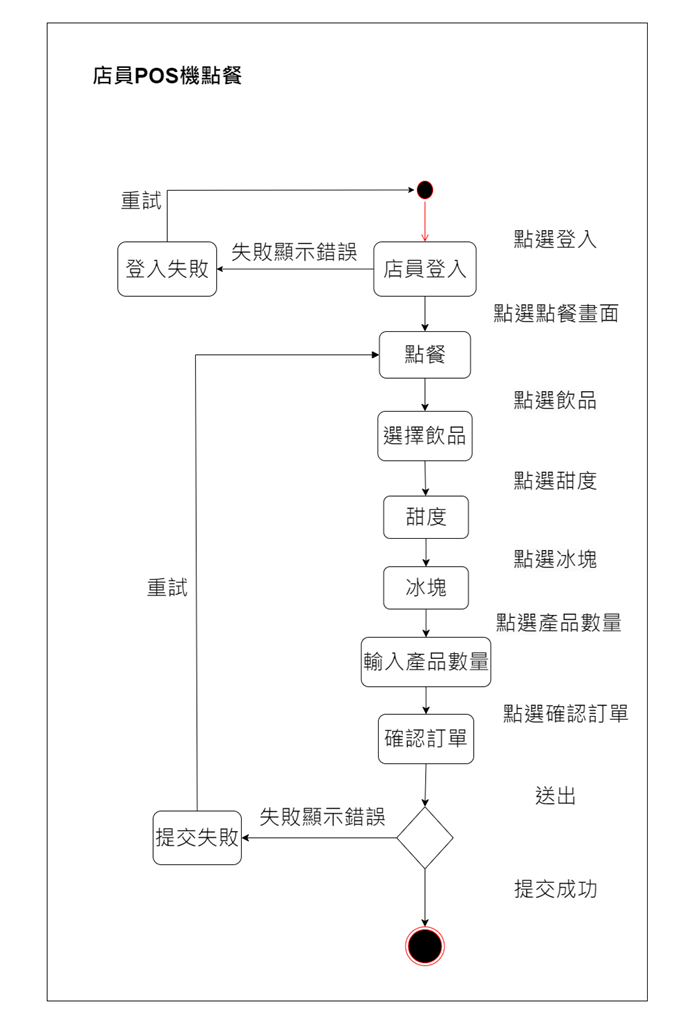 店員POS機點餐
重試
點選登入
失敗顯示錯誤
登入失敗
店員登入
點選點餐畫面
點餐
點選飲品
選擇飲品
點選甜度
甜度
點選冰塊
冰塊
重試
點選產品數量
輸入產品數量
點選確認訂單
確認訂單
送出
失敗顯示錯誤
提交失敗
提交成功